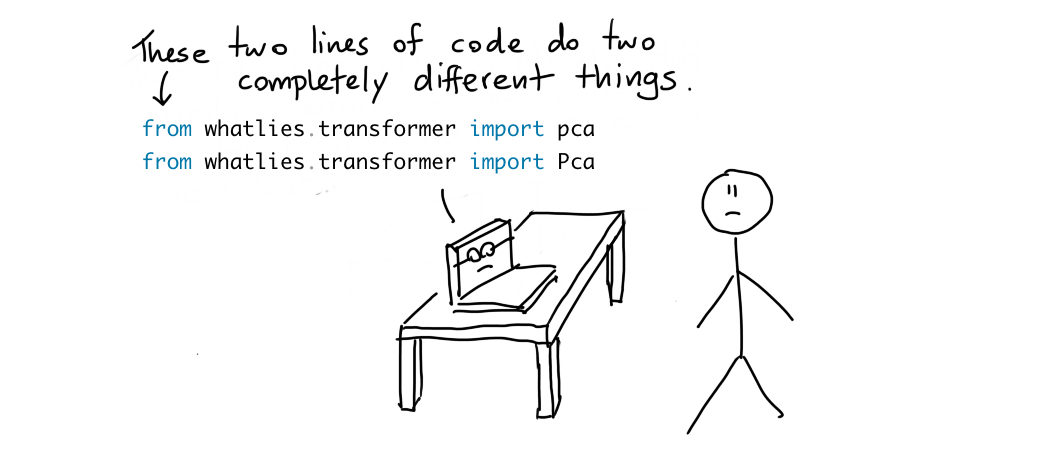 These two lines of code do two
completely different things.
from whatlies.transformer import pca
from whatlies.transformer import Pca